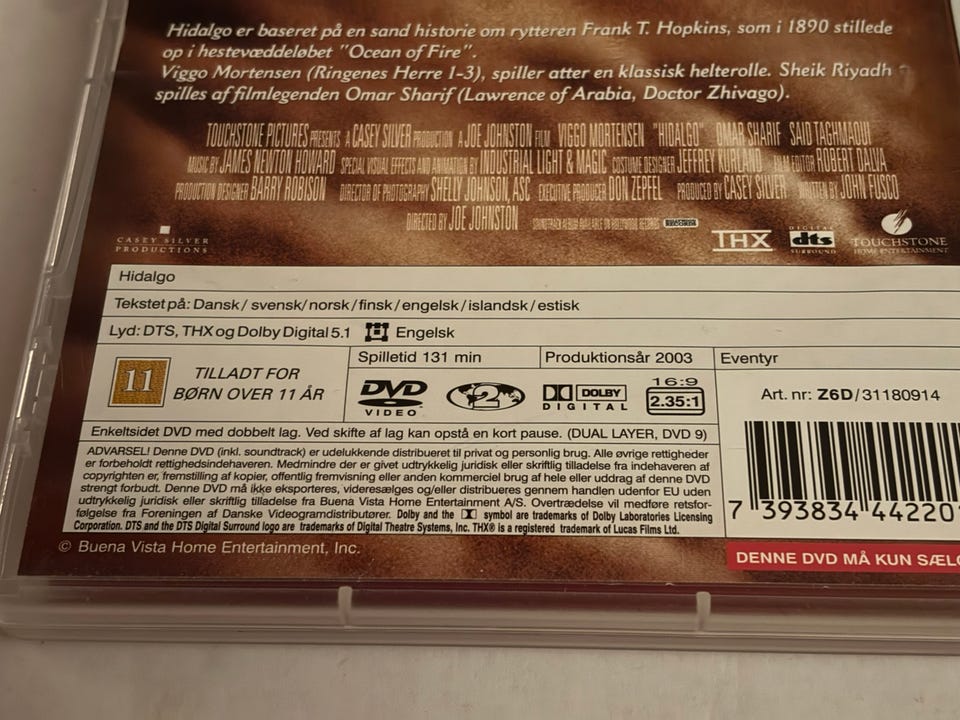 Hidalgo er baseret på en sand historie om rytteren Frank T. Hopkins, som i 1890 stillede
op i hestevæddeløbet "Ocean of Fire".
Viggo Mortensen (Ringenes Herre 1-3), spiller atter en klassisk helterolle. Sheik Riyadh
spilles af filmlegenden Omar Sharif (Lawrence of Arabia, Doctor Zhivago).
TOUCHSTONE PICTURES PRESENTS A CASEY SILVER PRODUCTION A JOE JOHNSTON FILM VIGGO MORTENSEN "HIDALGO" OMAR SHARIF SAID TAGHMAOUI
MUSIC BY JAMES NEWTON HOWARD SPECIAL VISUAL EFFECTS AND ANIMATION BY INDUSTRIAL LIGHT & MAGIC COSTUME DESIGNER JEFFREY KURLAND FILM EDITOR ROBERT DALVA
PRODUCTION DESIGNER BARRY ROBISON DIRECTOR OF PHOTOGRAPHY SHELLY JOHNSON, ASC EXECUTIVE PRODUCER DON ZEPFEL PRODUCED BY CASEY SILVER WRITTEN BY JOHN FUSCO
DIRECTED BY JOE JOHNSTON SOUNDTRACK ALBUM AVAILABLE ON HOLLYWOOD RECORDS
CASEY SILVER
PRODUCTIONS
THX
DIGITAL
dts
SURROUND
TOUCHSTONE
HOME ENTERTAINMENT
Hidalgo
Tekstet på: Dansk/ svensk/ norsk/finsk/engelsk/islandsk/estisk
Lyd: DTS, THX og Dolby Digital 5.1 Engelsk
11
TILLADT FOR
BØRN OVER 11 ÅR
Spilletid 131 min
Produktionsår 2003
Eventyr
DVD
VIDEO
2
DOLBY
DIGITAL
16:9
2.35:1
Art. nr: Z6D/31180914
Enkeltsidet DVD med dobbelt lag. Ved skifte af lag kan opstå en kort pause. (DUAL LAYER, DVD 9)
ADVARSEL! Denne DVD (inkl. soundtrack) er udelukkende distribueret til privat og personlig brug. Alle øvrige rettigheder
er forbeholdt rettighedsindehaveren. Medmindre der er givet udtrykkelig juridisk eller skriftlig tilladelse fra indehaveren af
copyrighten er, fremstilling af kopier, offentlig fremvisning eller anden kommerciel brug af hele eller uddrag af denne DVD
strengt forbudt. Denne DVD må ikke eksporteres, videresælges og/eller distribueres gennem handlen udenfor EU uden
udtrykkelig juridisk eller skriftlig tilladelse fra Buena Vista Home Entertainment A/S. Overtrædelse vil medføre retsfor-
følgelse fra Foreningen af Danske Videogramdistributører. Dolby and the symbol are trademarks of Dolby Laboratories Licensing
Corporation. DTS and the DTS Digital Surround logo are trademarks of Digital Theatre Systems, Inc. THX® is a registered trademark of Lucas Films Ltd.
7 393834 44220
© Buena Vista Home Entertainment, Inc.
DENNE DVD MÅ KUN